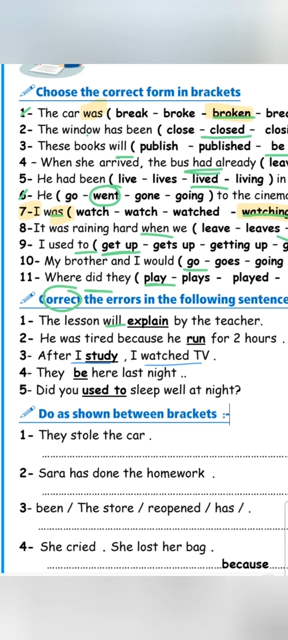 Choose the correct form in brackets
1- The car was ( break - broke - broken -
2- The window has been ( close - closed -
3- These books will ( publish - published - be
4 - When she arrived, the bus had already (
5- He had been ( live - lives - lived - living ) in
6- He ( go - went - gone - going ) to the
7-I was ( watch - watch - watched - watching
8-It was raining hard when we ( leave - leaves -
9- I used to ( get up - gets up - getting up -
10- My brother and I would ( go - goes - going
11- Where did they ( play - plays - played -
Correct the errors in the following sentence
1 - The lesson will explain by the teacher.
2- He was tired because he run for 2 hours .
3- After I study , I watched TV .
4- They be here last night ..
5- Did you used to sleep well at night?
Do as shown between brackets :-
1- They stole the car .
2- Sara has done the homework .
3- been / The store / reopened / has / .
4- She cried . She lost her bag .
because